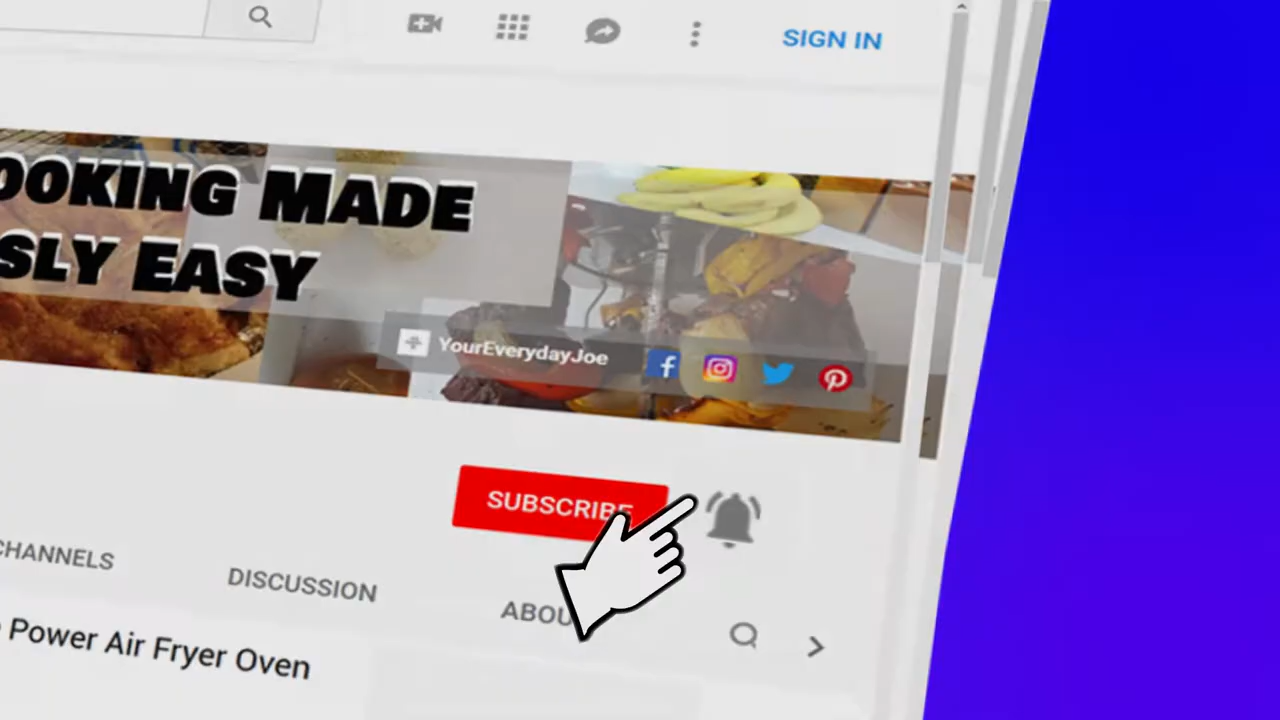 SIGN IN
OOKING MADE
SLY EASY
YourEverydayJoe
SUBSCRIBE
CHANNELS
DISCUSSION
ABOU
Power Air Fryer Oven